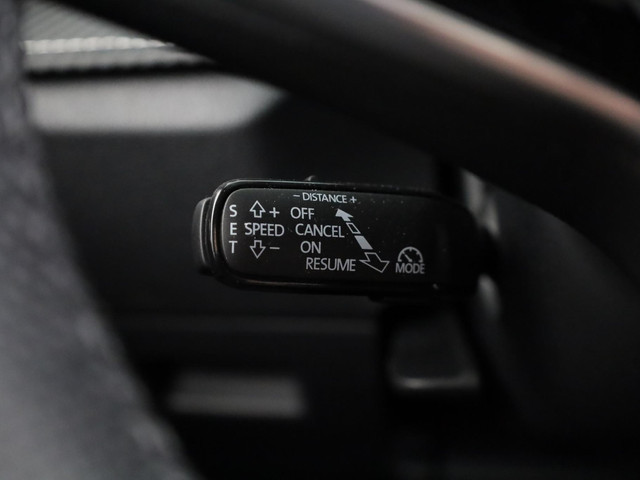 - DISTANCE +
S + OFF
E SPEED CANCEL
T - ON
RESUME
MODE